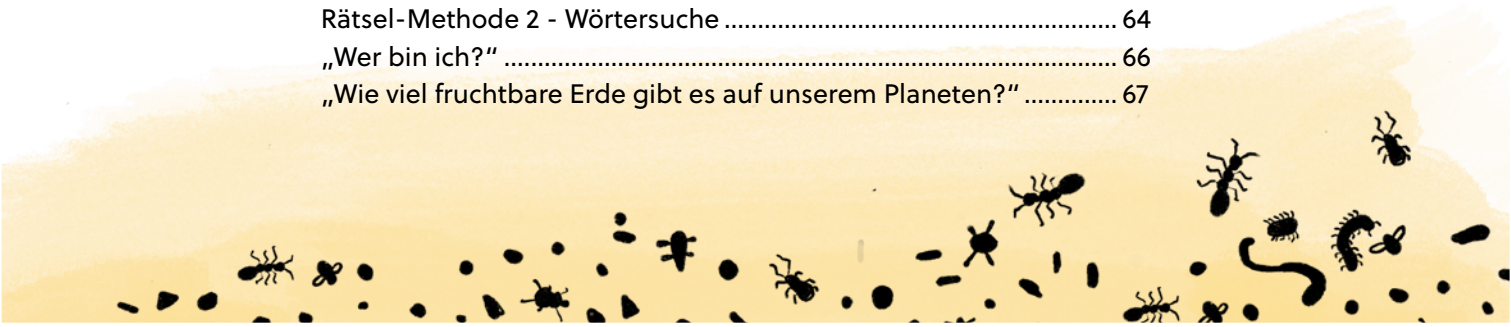 Rätsel-Methode 2 - Wörtersuche ................................................................ 64
„Wer bin ich?“ .................................................................................................... 66
„Wie viel fruchtbare Erde gibt es auf unserem Planeten?“ .............. 67